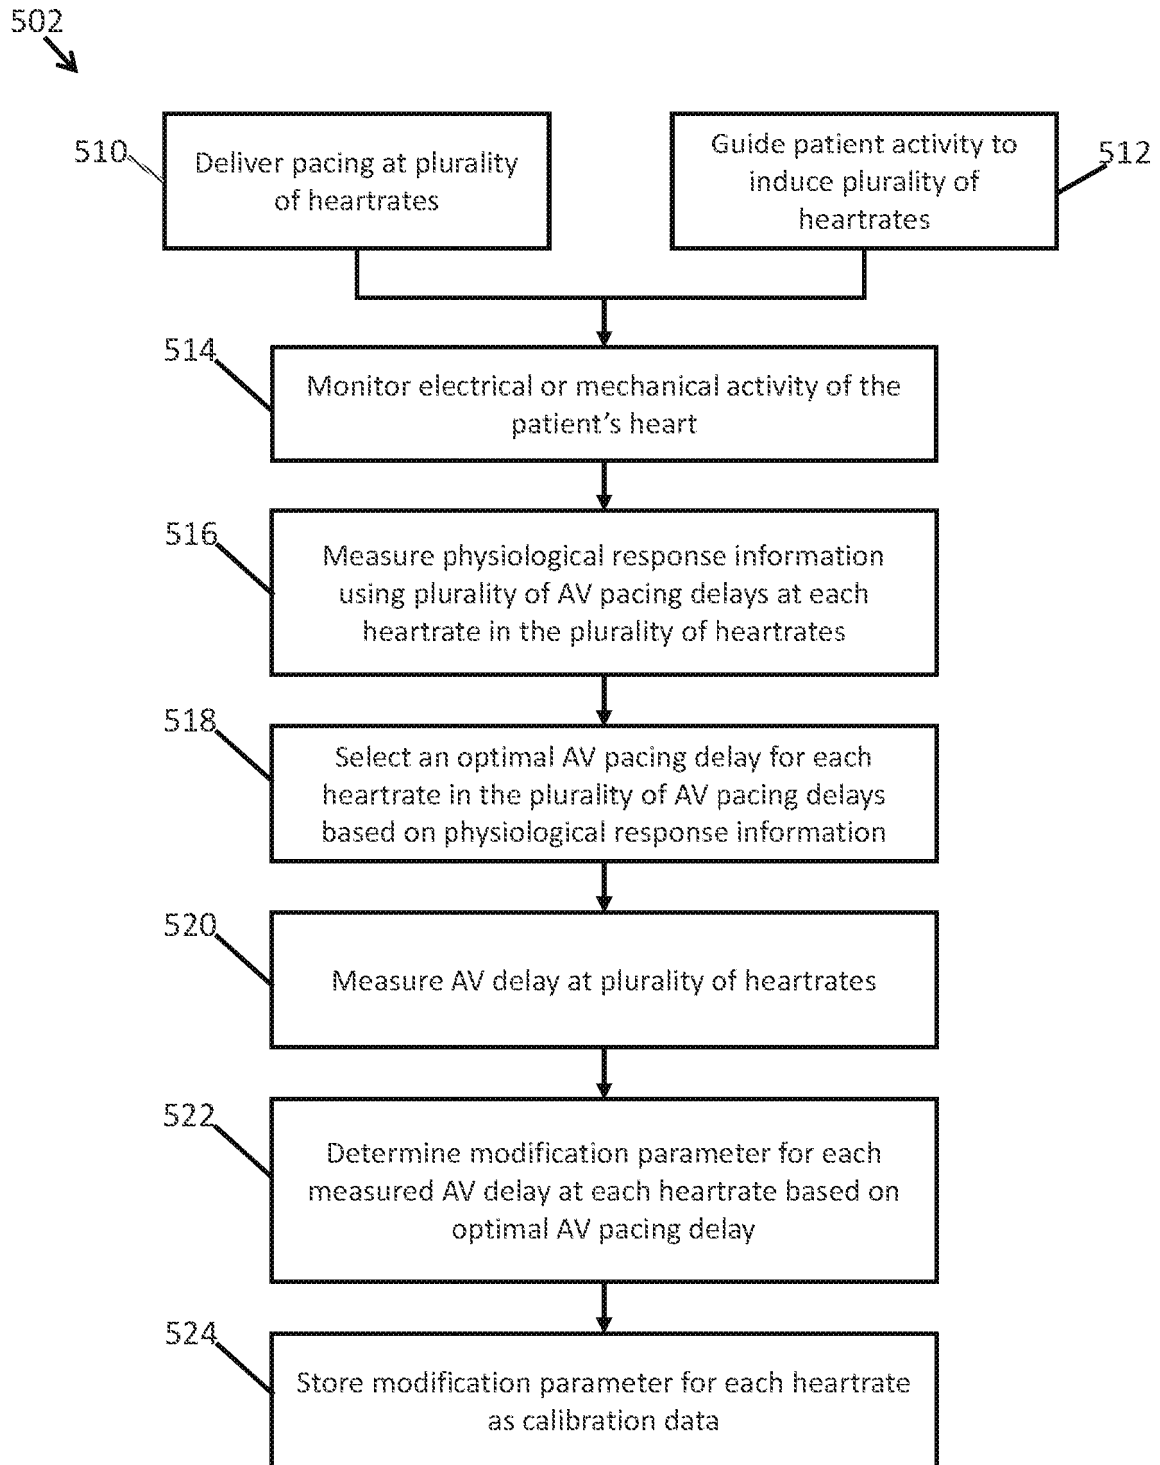 502
510
Deliver pacing at plurality
of heartrates
Guide patient activity to
induce plurality of
heartrates
512
514
Monitor electrical or mechanical activity of the
patient's heart
516
Measure physiological response information
using plurality of AV pacing delays at each
heartrate in the plurality of heartrates
518
Select an optimal AV pacing delay for each
heartrate in the plurality of AV pacing delays
based on physiological response information
520
Measure AV delay at plurality of heartrates
522
Determine modification parameter for each
measured AV delay at each heartrate based on
optimal AV pacing delay
524
Store modification parameter for each heartrate
as calibration data